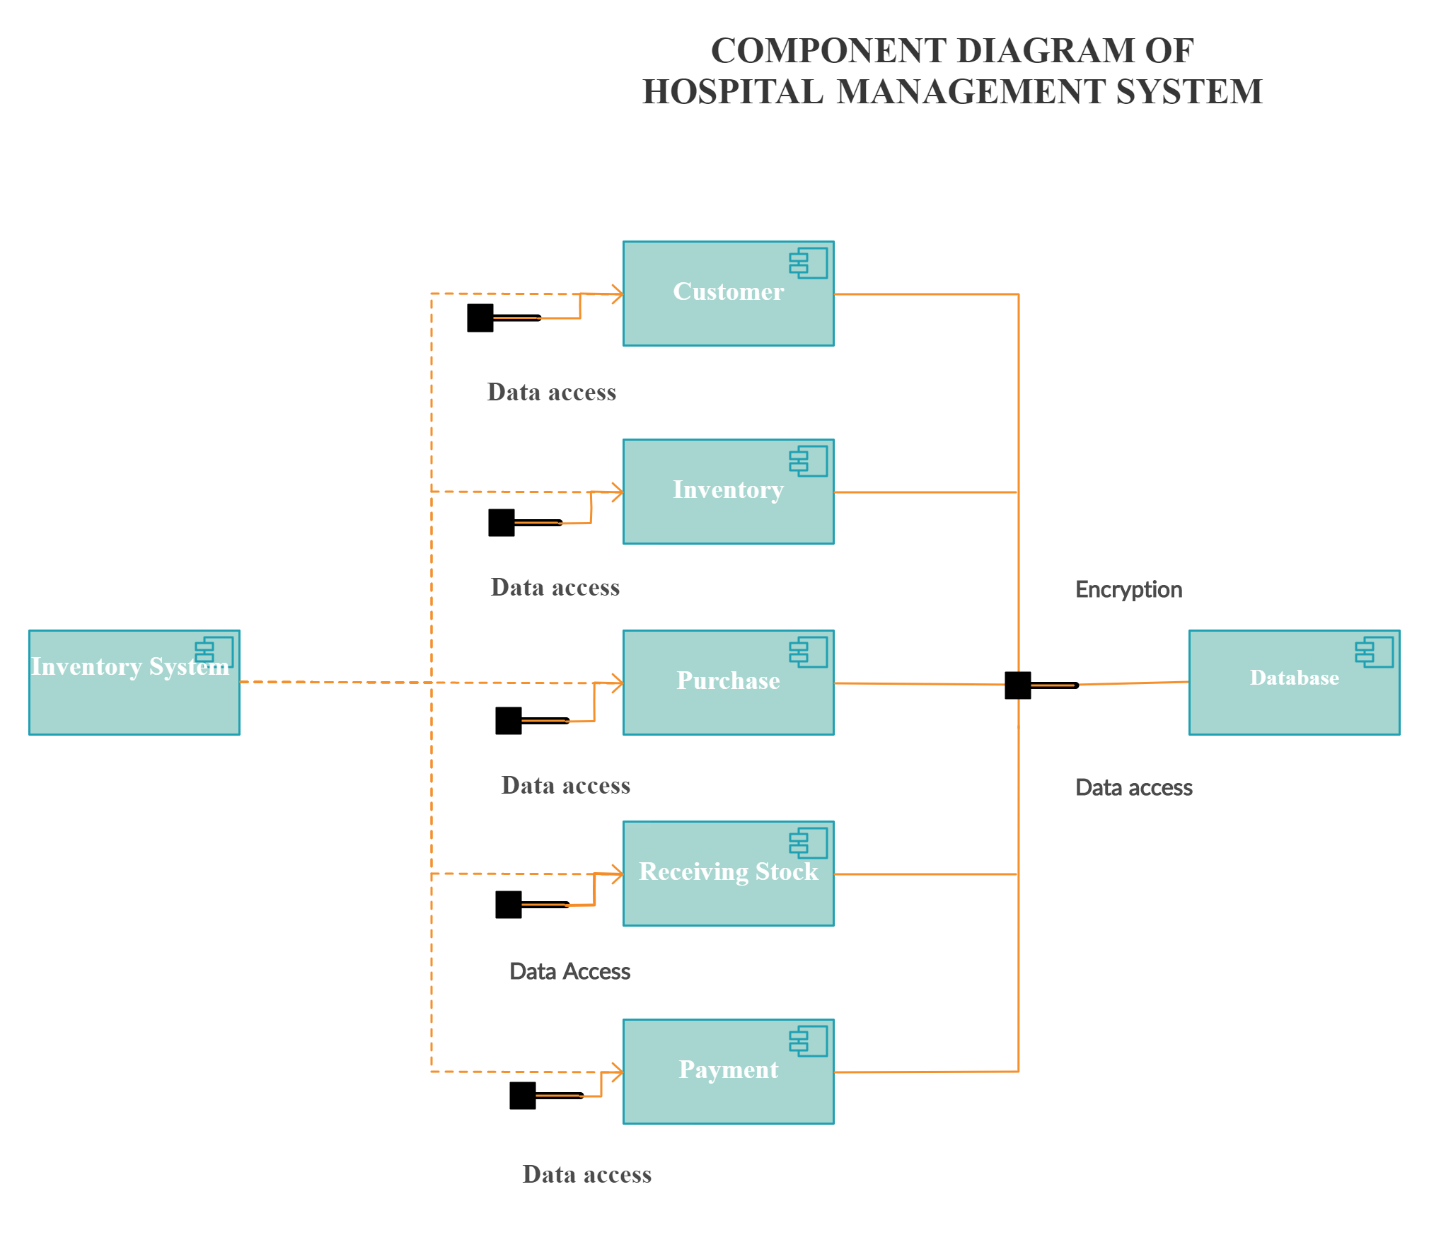 COMPONENT DIAGRAM OF
HOSPITAL MANAGEMENT SYSTEM
Customer
Data access
Inventory
Data access
Encryption
Inventory System
Purchase
Database
Data access
Data access
Receiving Stock
Data Access
Payment
Data access